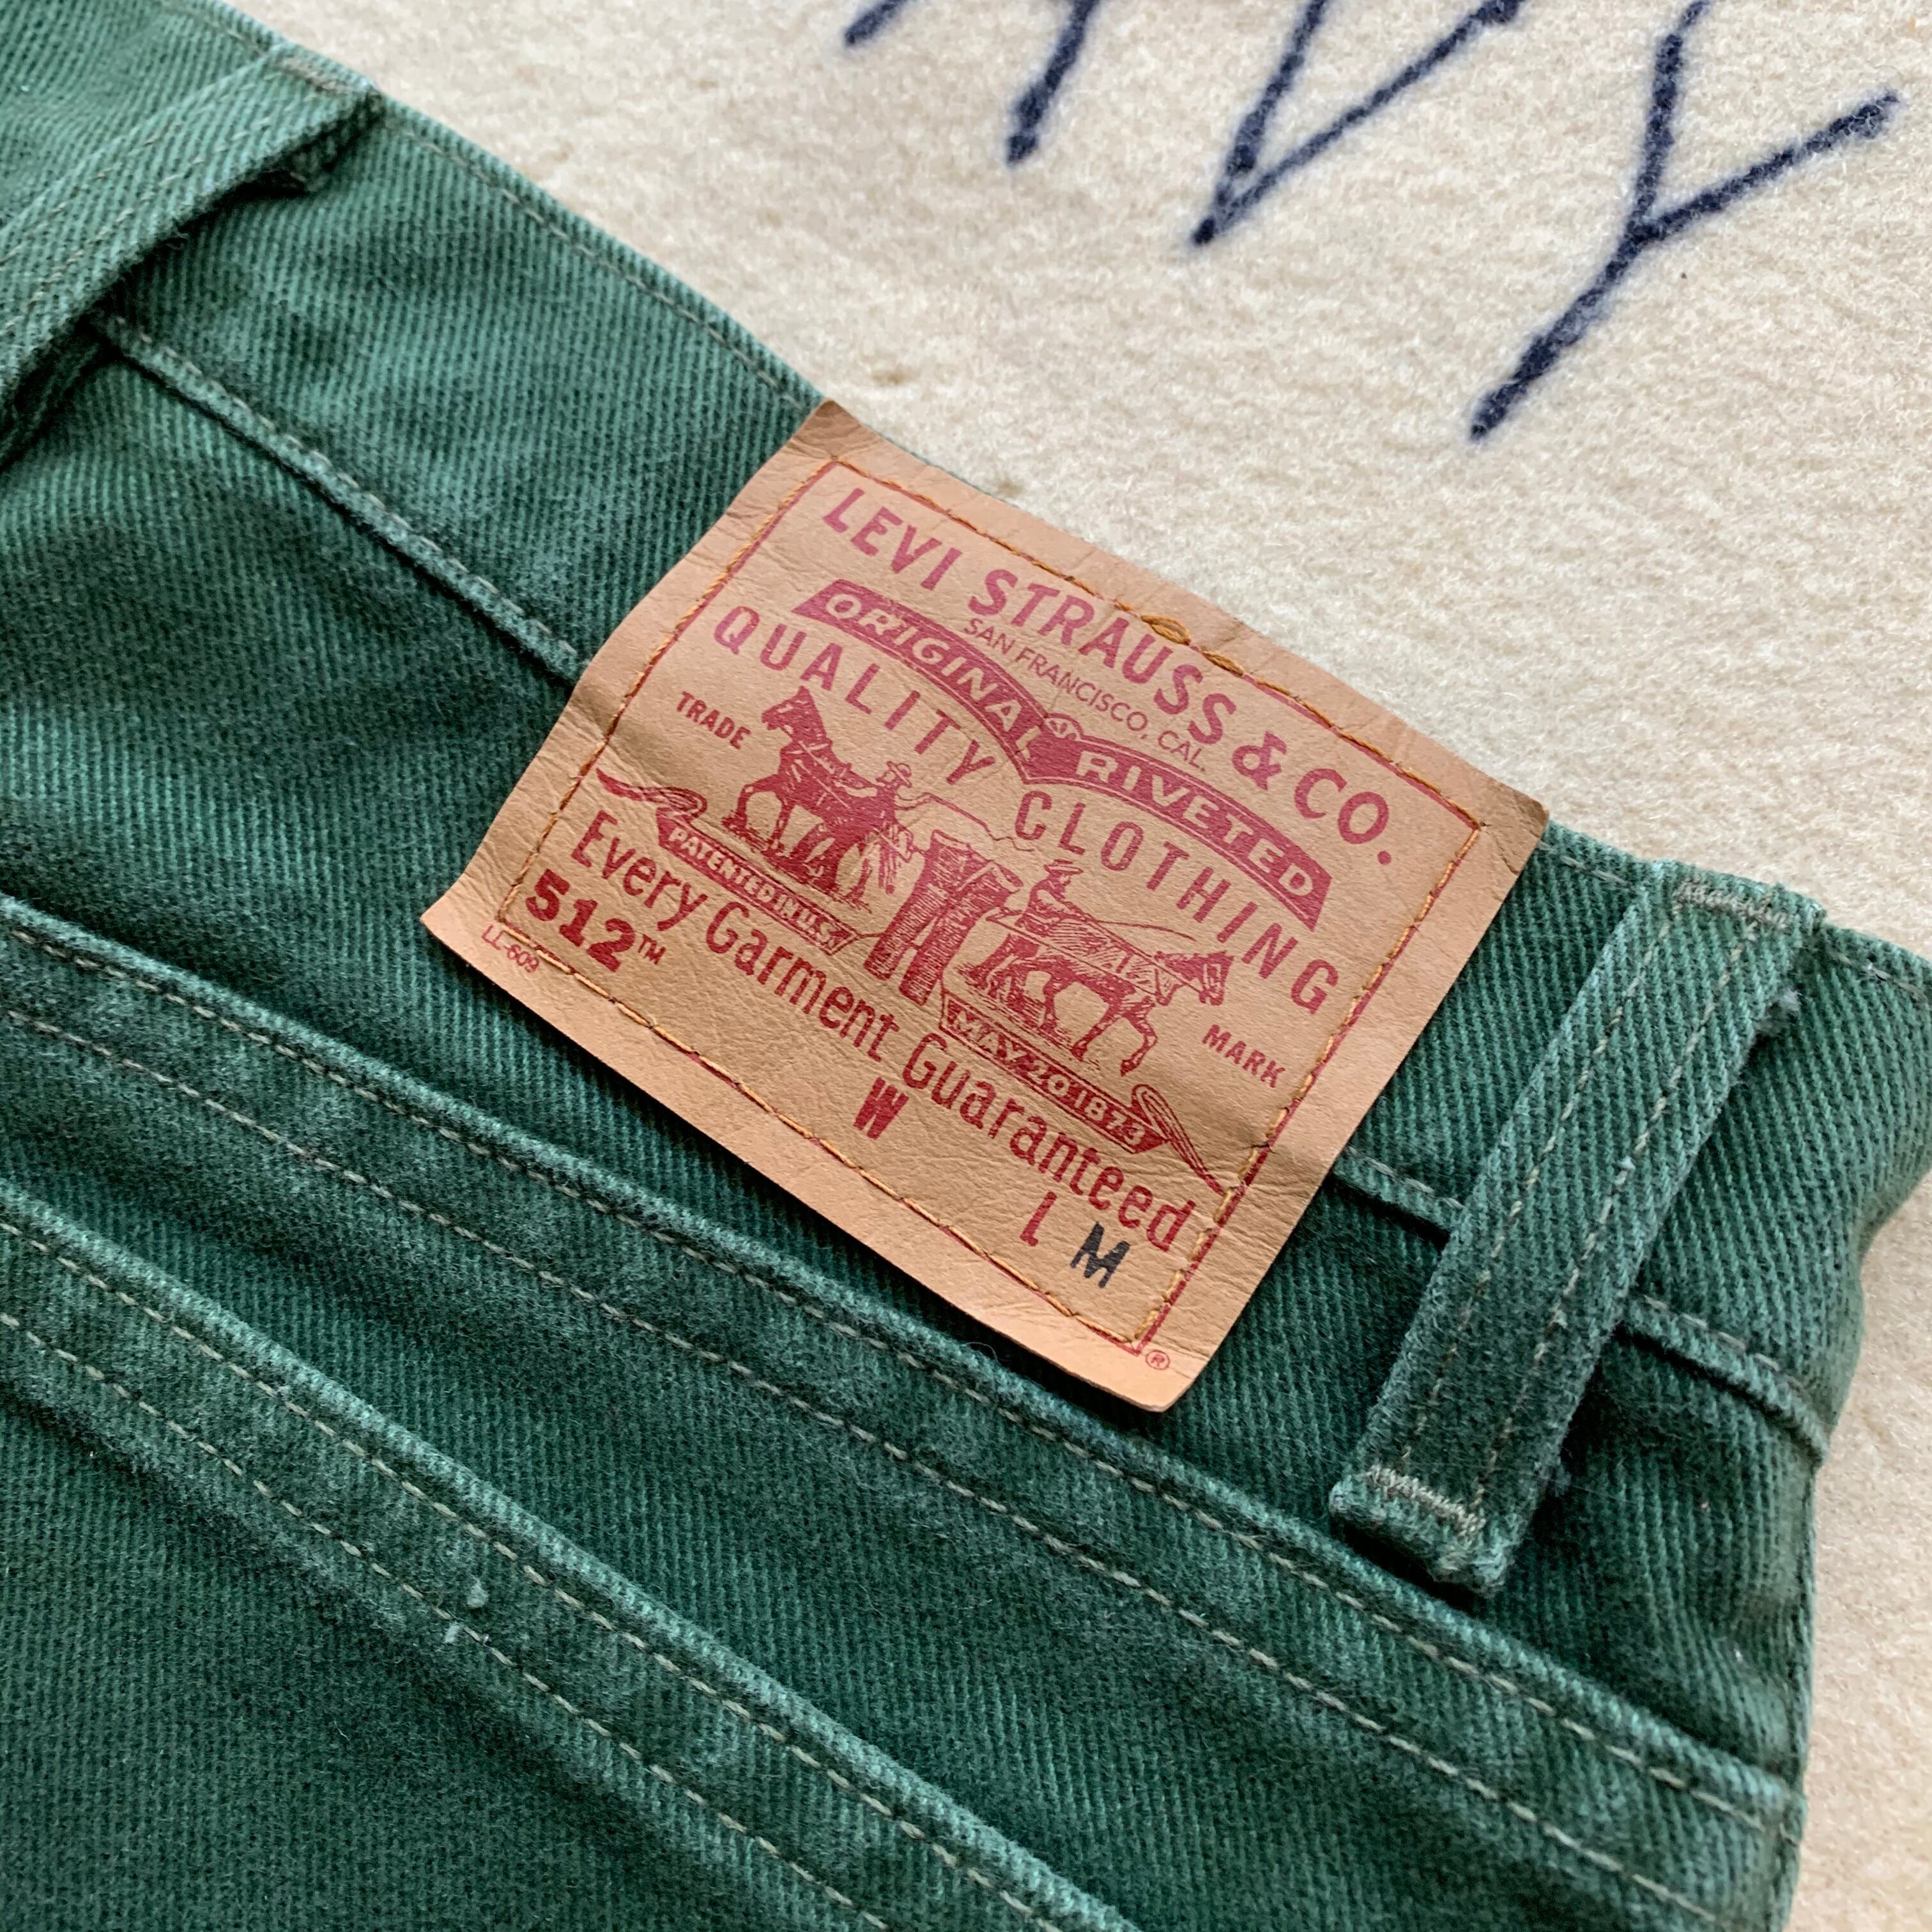 AVY
LEVI STRAUSS & CO.
SAN FRANCISCO, CAL.
ORIGINAL RIVETED
QUALITY CLOTHING
TRADE MARK
PATENTED IN U.S. MAY 20 1873
Every Garment Guaranteed
512™
LL-609
W L M
®